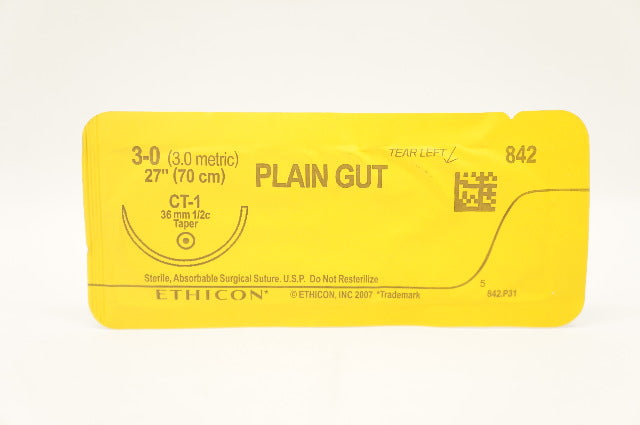 3-0 (3.0 metric)
27" (70 cm)
CT-1
36 mm 1/2c
Taper
PLAIN GUT
TEAR LEFT
842
Sterile, Absorbable Surgical Suture. U.S.P. Do Not Resterilize
ETHICON*
© ETHICON, INC 2007 *Trademark
5
842.P31